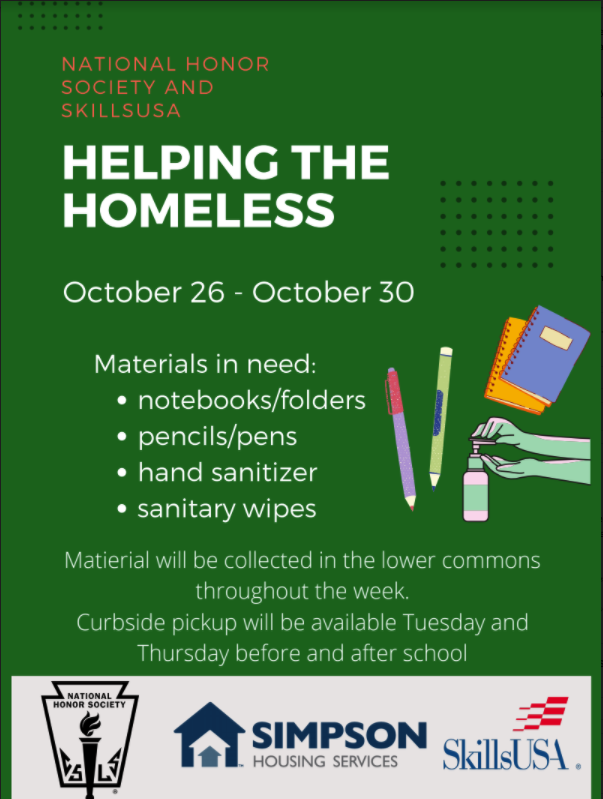 NATIONAL HONOR
SOCIETY AND
SKILLSUSA
HELPING THE
HOMELESS
October 26 - October 30
Materials in need:
• notebooks/folders
• pencils/pens
• hand sanitizer
• sanitary wipes
Matierial will be collected in the lower commons
throughout the week.
Curbside pickup will be available Tuesday and
Thursday before and after school
NATIONAL
HONOR SOCIETY
SIMPSON
HOUSING SERVICES
SkillsUSA